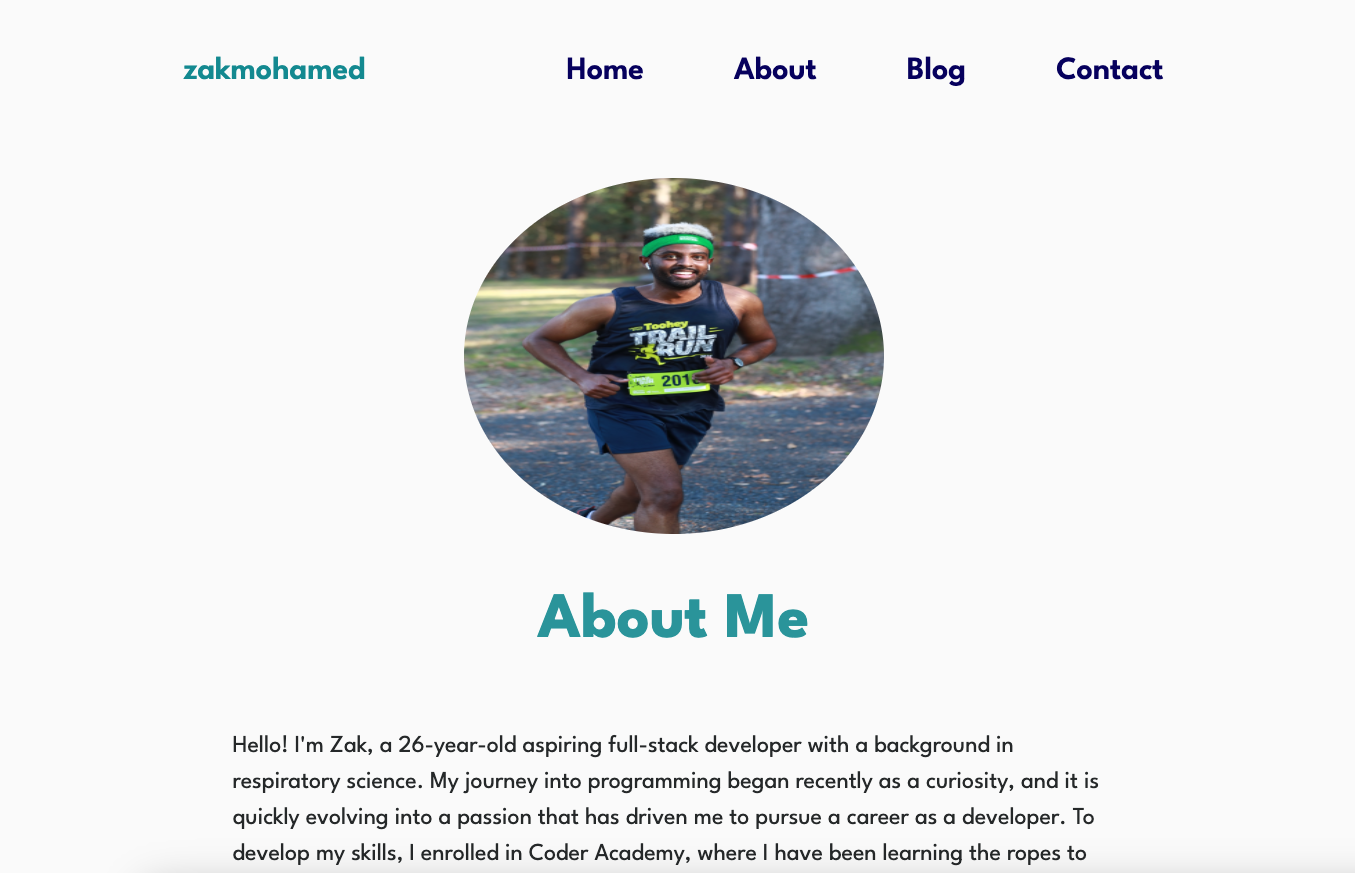 zakmohamed Home About Blog Contact
Toohey
TRAIL
RUN
201
About Me
Hello! I'm Zak, a 26-year-old aspiring full-stack developer with a background in
respiratory science. My journey into programming began recently as a curiosity, and it is
quickly evolving into a passion that has driven me to pursue a career as a developer. To
develop my skills, I enrolled in Coder Academy, where I have been learning the ropes to